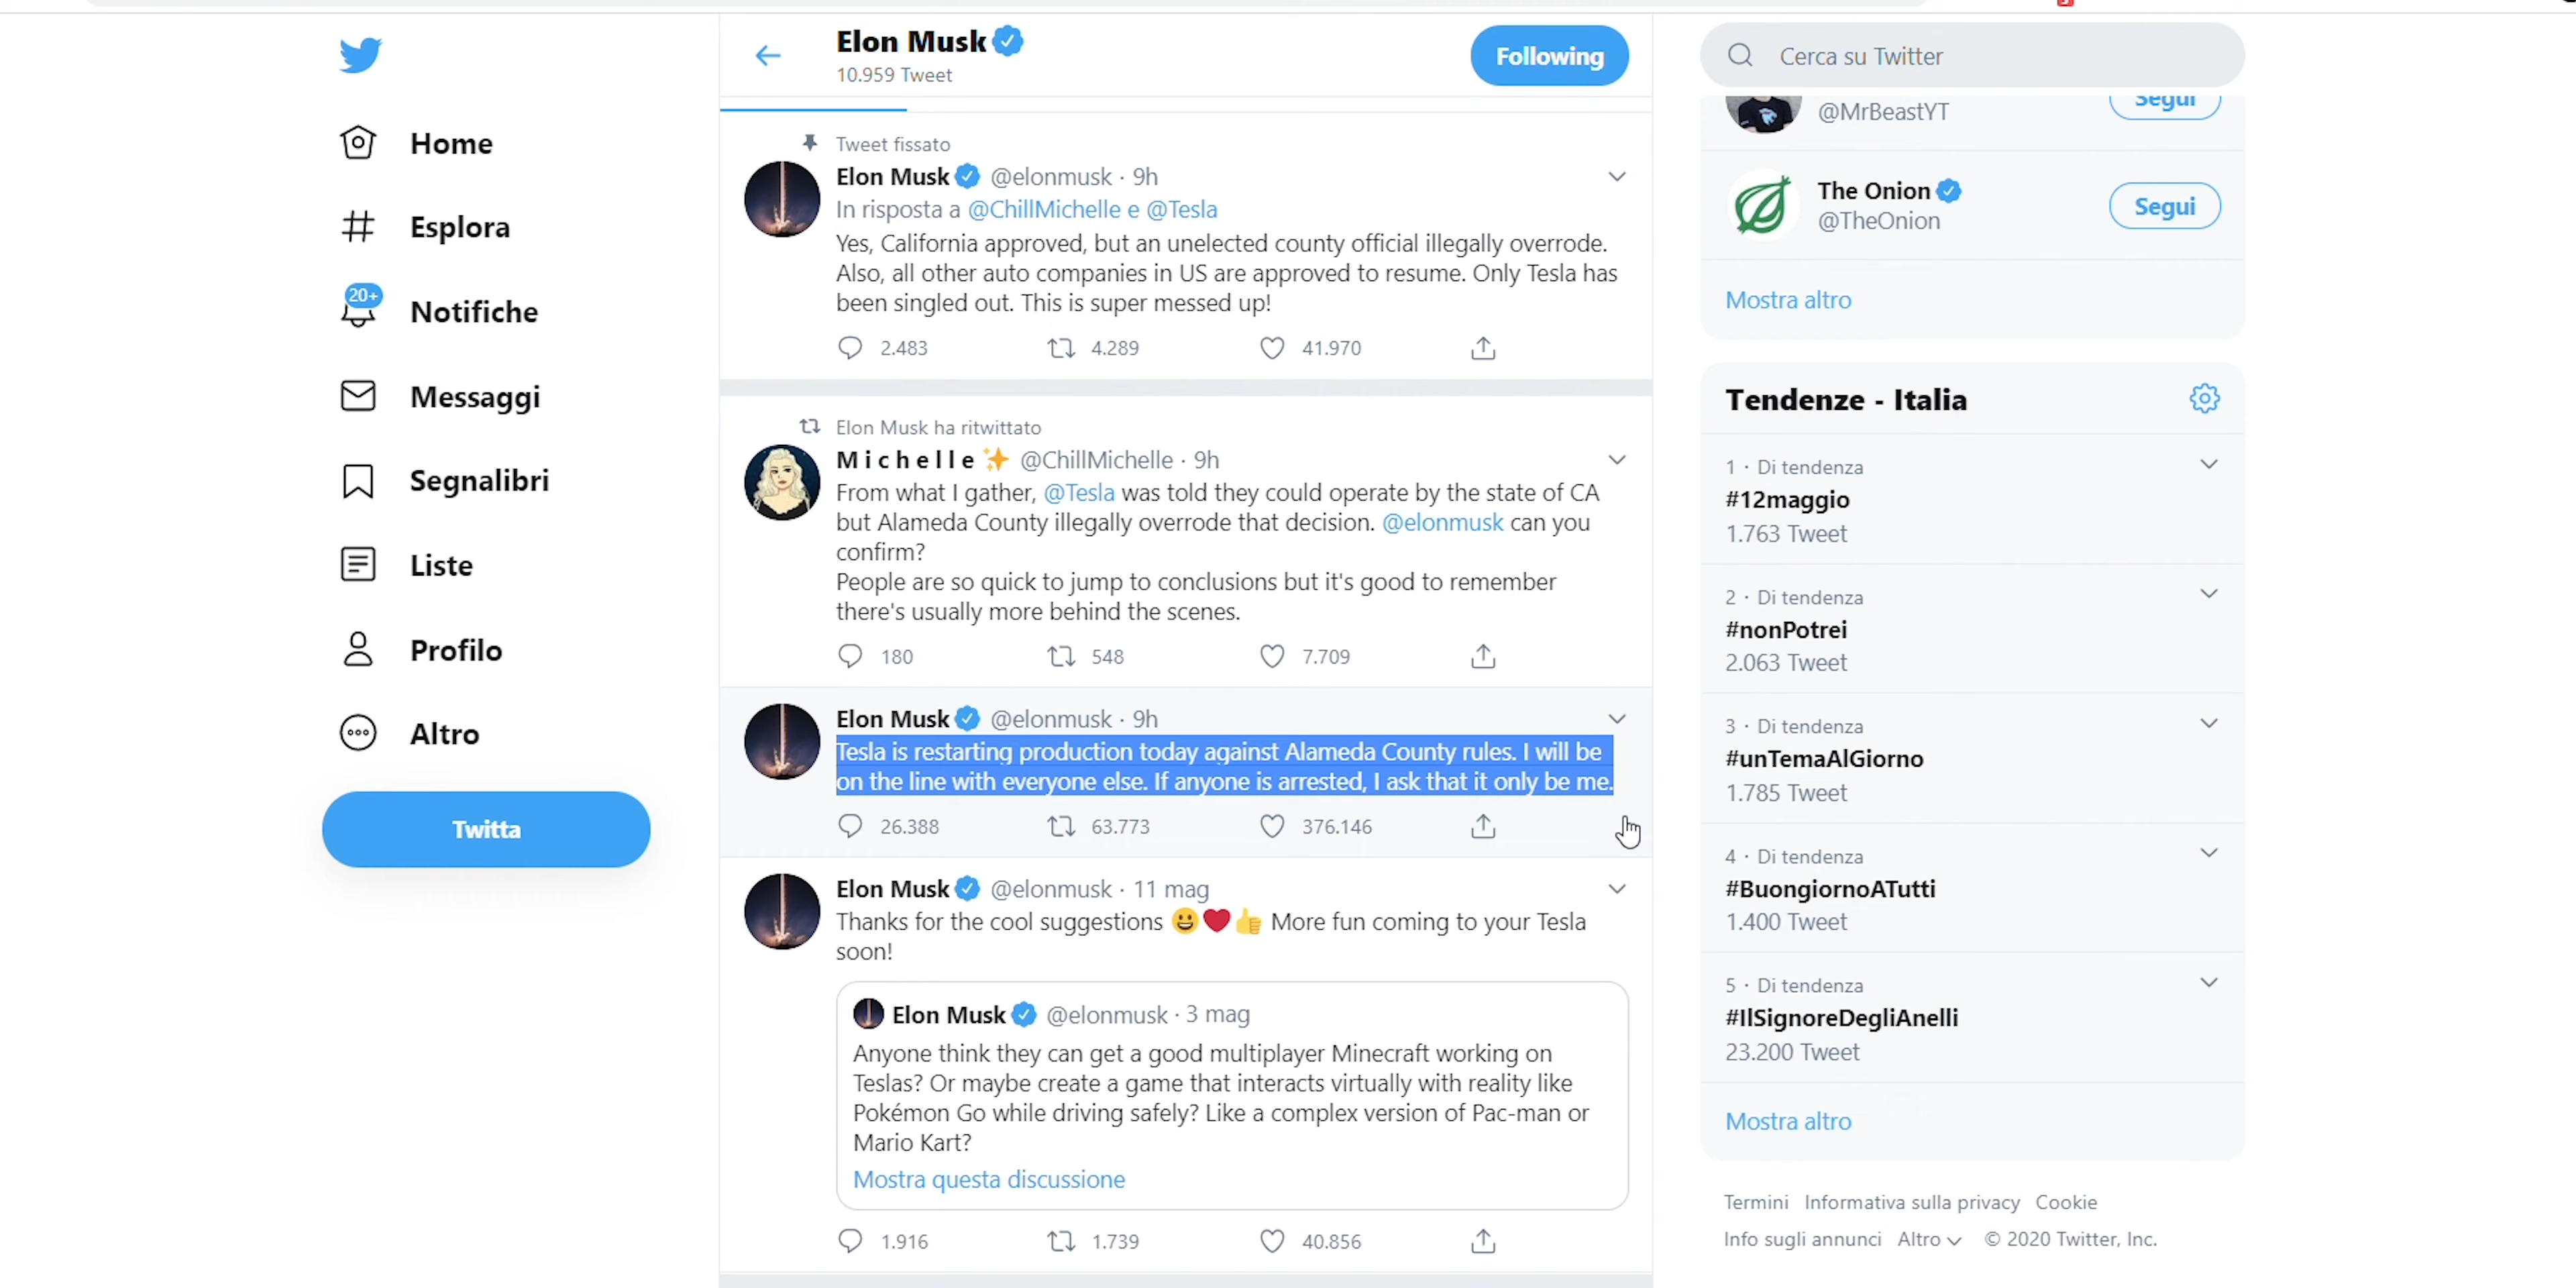 Home
Esplora
20+
Notifiche
Messaggi
Segnalibri
Liste
Profilo
Altro
Twitta
Elon Musk
10.959 Tweet
Following
Tweet fissato
Elon Musk @elonmusk · 9h
In risposta a @ChillMichelle e @Tesla
Yes, California approved, but an unelected county official illegally overrode.
Also, all other auto companies in US are approved to resume. Only Tesla has
been singled out. This is super messed up!
2.483 4.289 41.970
Elon Musk ha ritwittato
M i c h e l l e ✨ @ChillMichelle · 9h
From what I gather, @Tesla was told they could operate by the state of CA
but Alameda County illegally overrode that decision. @elonmusk can you
confirm?
People are so quick to jump to conclusions but it's good to remember
there's usually more behind the scenes.
180 548 7.709
Elon Musk @elonmusk · 9h
Tesla is restarting production today against Alameda County rules. I will be
on the line with everyone else. If anyone is arrested, I ask that it only be me.
26.388 63.773 376.146
Elon Musk @elonmusk · 11 mag
Thanks for the cool suggestions 😀❤️👍 More fun coming to your Tesla
soon!
Elon Musk @elonmusk · 3 mag
Anyone think they can get a good multiplayer Minecraft working on
Teslas? Or maybe create a game that interacts virtually with reality like
Pokémon Go while driving safely? Like a complex version of Pac-man or
Mario Kart?
Mostra questa discussione
1.916 1.739 40.856
Cerca su Twitter
@MrBeastYT
Segui
The Onion
@TheOnion
Segui
Mostra altro
Tendenze - Italia
1 · Di tendenza
#12maggio
1.763 Tweet
2 · Di tendenza
#nonPotrei
2.063 Tweet
3 · Di tendenza
#unTemaAlGiorno
1.785 Tweet
4 · Di tendenza
#BuongiornoATutti
1.400 Tweet
5 · Di tendenza
#IlSignoreDegliAnelli
23.200 Tweet
Mostra altro
Termini Informativa sulla privacy Cookie
Info sugli annunci Altro © 2020 Twitter, Inc.